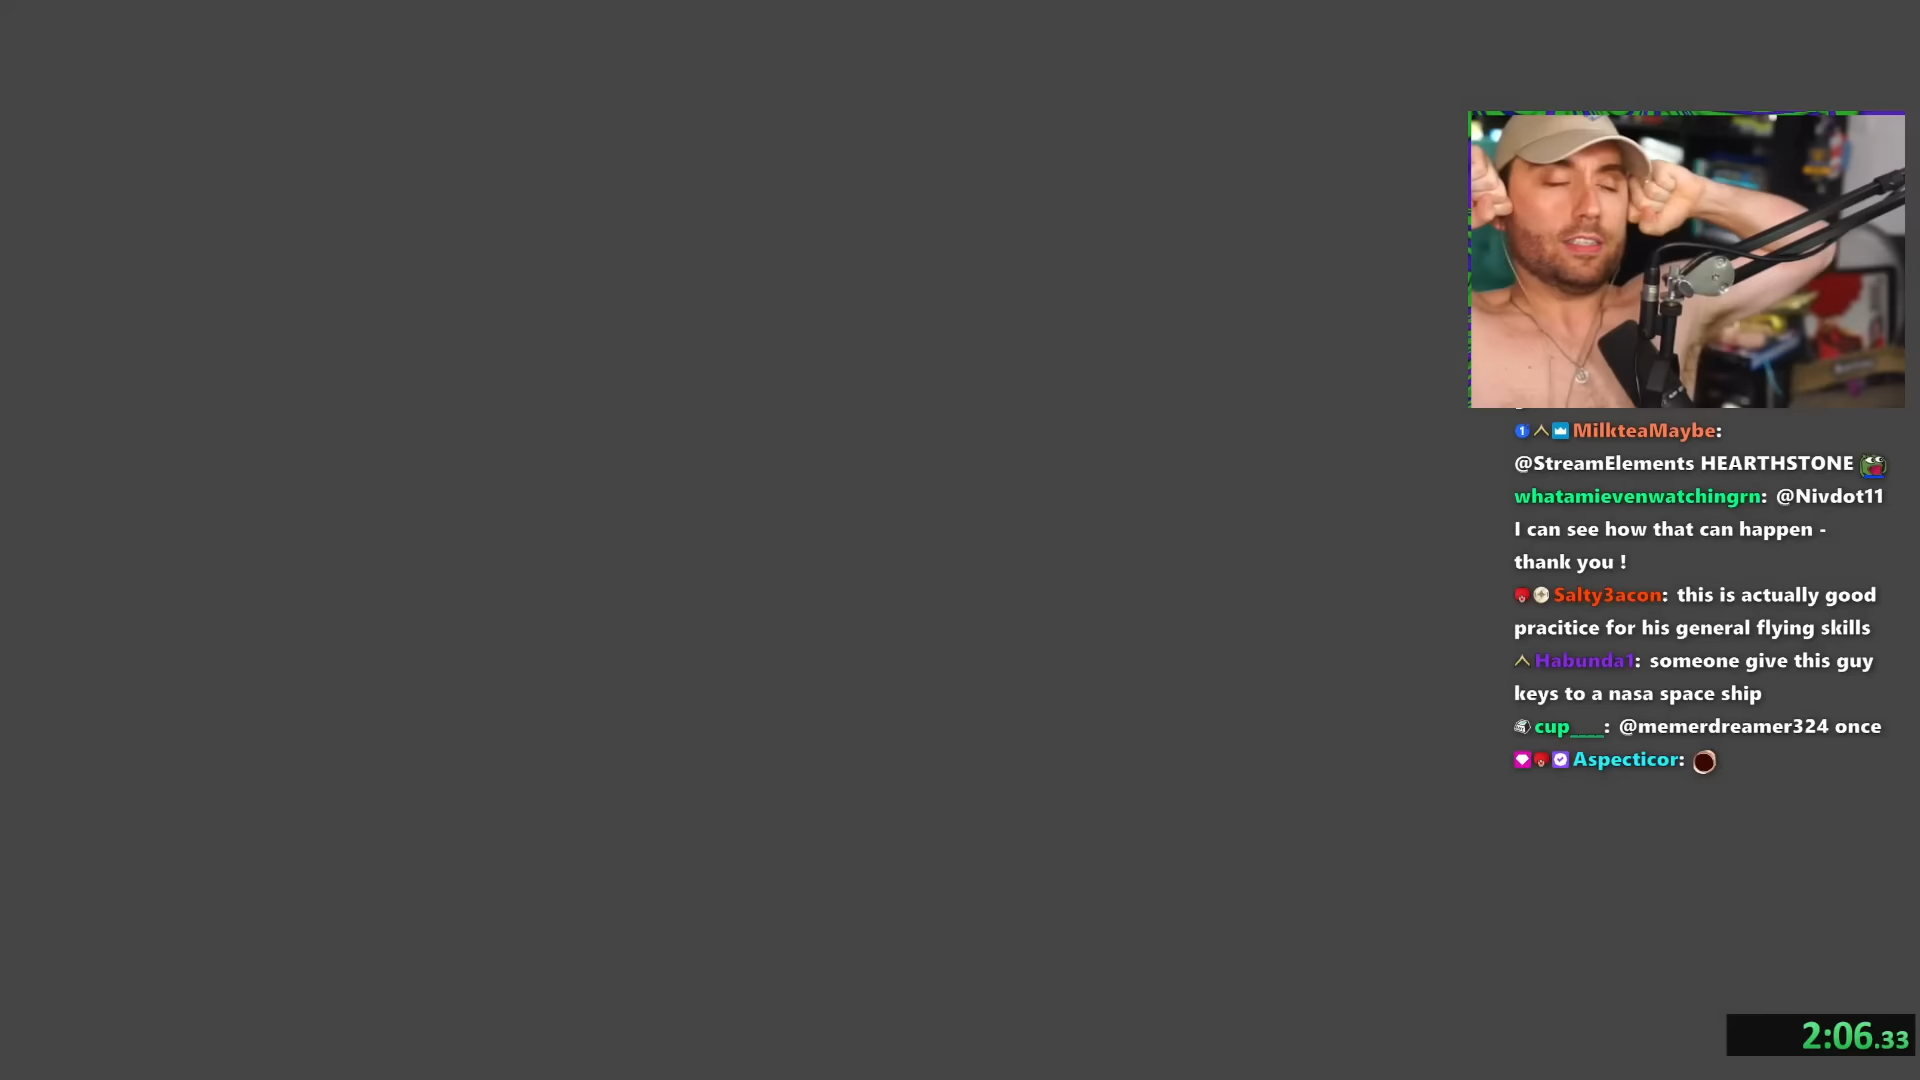 MilkteaMaybe:
@StreamElements HEARTHSTONE
whatamievenwatchingrn: @Nivdot11
I can see how that can happen -
thank you !
Salty3acon: this is actually good
pracitice for his general flying skills
Habunda1: someone give this guy
keys to a nasa space ship
cup____: @memerdreamer324 once
Aspecticor:
2:06.33